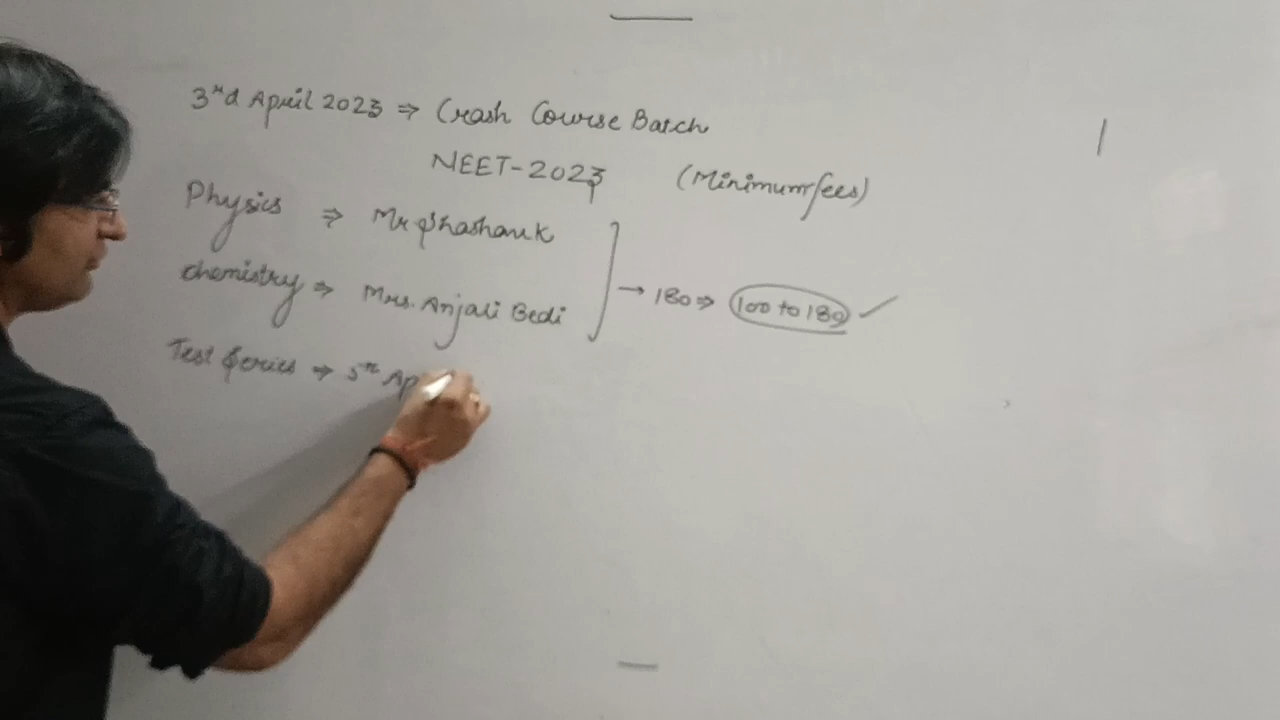 3rd April 2023 ⇒ Crash Course Batch
NEET-2023 (Minimum fees)
Physics ⇒ Mr Shashank
chemistry ⇒ Mrs. Anjali Bedi
→ 180 ⇒ 100 to 180 ✓
Test Series ⇒ 5th Ap